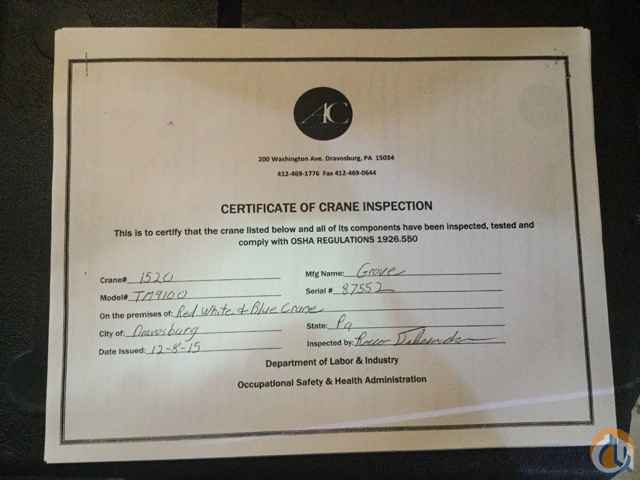 AC
200 Washington Ave. Dravosburg, PA 15034
412-469-1776 Fax 412-469-0644
CERTIFICATE OF CRANE INSPECTION
This is to certify that the crane listed below and all of its components have been inspected, tested and
comply with OSHA REGULATIONS 1926.550
Crane# 1520 Mfg Name: Grove
Model# TM9100 Serial # 87552
On the premises of: Red White & Blue Crane
City of: Dravosburg State: Pa
Date Issued: 12-8-15 Inspected by:
Department of Labor & Industry
Occupational Safety & Health Administration